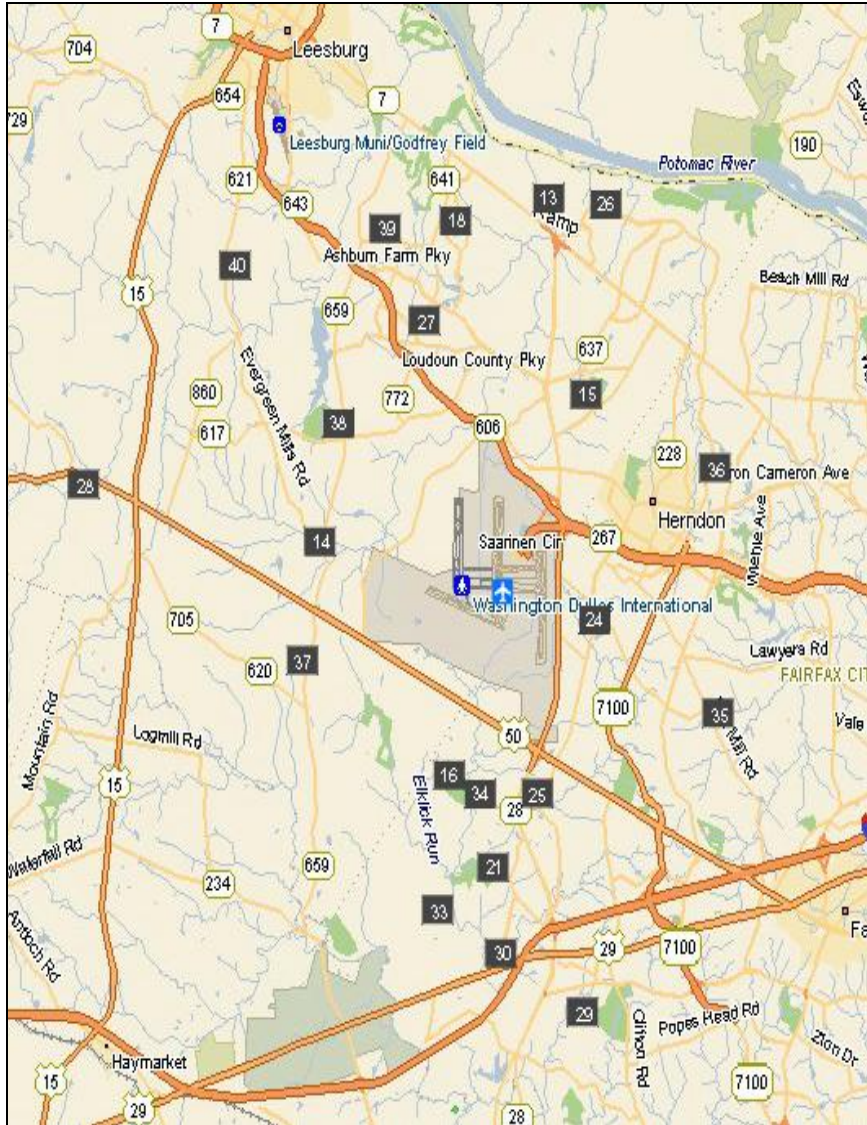 7
704
Leesburg
654
7
729
Leesburg Muni/Godfrey Field
190
Potomac River
621
641
643
13
26
18
39
Ashburn Farm Pky
40
Beach Mill Rd
15
659
27
637
Loudoun County Pky
Evergreen Mills Rd
860
772
15
617
38
606
228
36
ron Cameron Ave
28
Herndon
Wiehle Ave
14
Saarinen Cir
267
Washington Dulles International
705
24
Lawyers Rd
37
620
FAIRFAX CIT
Mountain Rd
7100
35
Vale
Logmill Rd
50
Mill Rd
15
16
34
25
28
Elklick Run
Waterfall Rd
659
21
234
33
Fa
Antioch Rd
30
29
7100
29
Clifton Rd
Popes Head Rd
Zion Dr
Haymarket
15
29
7100
28